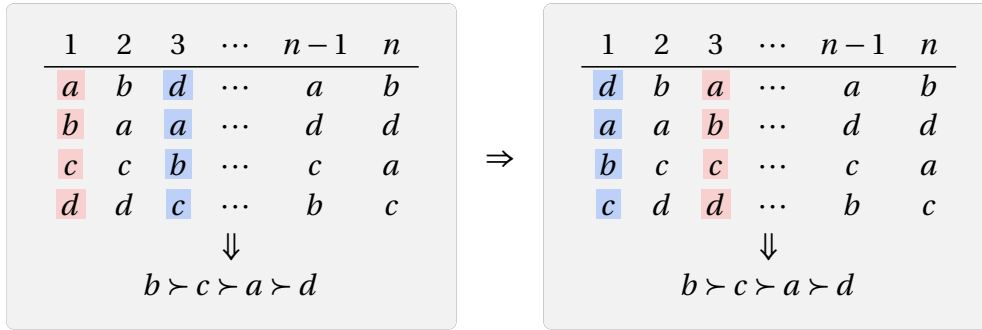 1 2 3 ⋯ n − 1 n
a b d ⋯ a b
b a a ⋯ d d
c c b ⋯ c a
d d c ⋯ b c
⇓
b ≻ c ≻ a ≻ d
⇒
1 2 3 ⋯ n − 1 n
d b a ⋯ a b
a a b ⋯ d d
b c c ⋯ c a
c d d ⋯ b c
⇓
b ≻ c ≻ a ≻ d